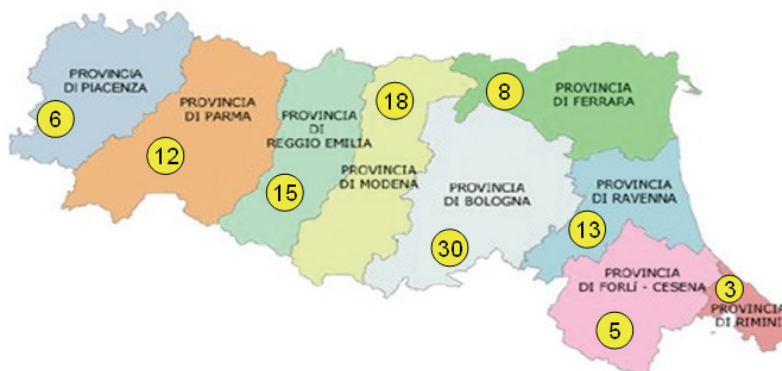 PROVINCIA
DI PIACENZA
6
PROVINCIA
DI PARMA
12
PROVINCIA
DI
REGGIO EMILIA
15
18
PROVINCIA
DI MODENA
8
PROVINCIA
DI FERRARA
PROVINCIA
DI BOLOGNA
30
PROVINCIA
DI RAVENNA
13
PROVINCIA
DI FORLÍ - CESENA
5
3
PROVINCIA
DI RIMINI